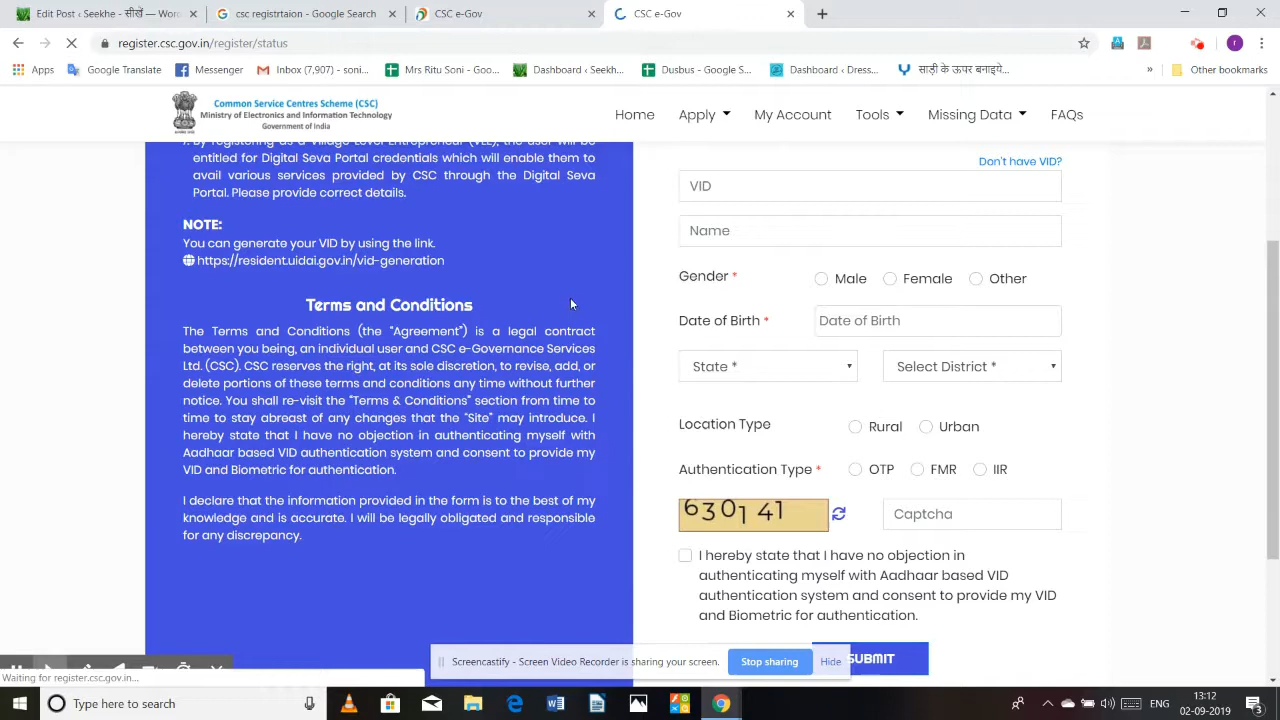 Edit Post ‹ Seekhe - सीखें — Wor
csc registration - Google Search
CSC e-Gov
CSC e-Gov
register.csc.gov.in/register/status
Apps
Google Translate
Messenger
Inbox (7,907) - soni...
Mrs Ritu Soni - Goo...
Dashboard ‹ Seekh...
Dusbus - Google S...
Dashboard ‹ Dress...
साड़ी के ऊपर बनाइये...
»
Other bookmarks
Common Service Centres Scheme (CSC)
Ministry of Electronics and Information Technology
Government of India
Home
Apply
My Account
Tools
Missing Data
FAQs
7. By registering as a Village Level Entrepreneur (VLE), the user will be
entitled for Digital Seva Portal credentials which will enable them to
avail various services provided by CSC through the Digital Seva
Portal. Please provide correct details.
NOTE:
You can generate your VID by using the link.
https://resident.uidai.gov.in/vid-generation
Terms and Conditions
The Terms and Conditions (the "Agreement") is a legal contract
between you being, an individual user and CSC e-Governance Services
Ltd. (CSC). CSC reserves the right, at its sole discretion, to revise, add, or
delete portions of these terms and conditions any time without further
notice. You shall re-visit the "Terms & Conditions" section from time to
time to stay abreast of any changes that the "Site" may introduce. I
hereby state that I have no objection in authenticating myself with
Aadhaar based VID authentication system and consent to provide my
VID and Biometric for authentication.
I declare that the information provided in the form is to the best of my
knowledge and is accurate. I will be legally obligated and responsible
for any discrepancy.
Don't have VID?
VID
Name
Gender *
Male
Female
Other
Date of Birth *
Date of Birth
State *
Select District *
Location Type
Rural
Urban
Authentication Type *
OTP
FMR
IIR
630141
Captcha
I hereby state that I have no objection in
authenticating myself with Aadhaar based VID
authentication system and consent to provide my VID
and Biometric for authentication.
SUBMIT
Screencastify - Screen Video Recorder is sharing your screen.
Stop sharing
Hide
Waiting for register.csc.gov.in...
Type here to search
ENG
13:12
02-09-2019
3